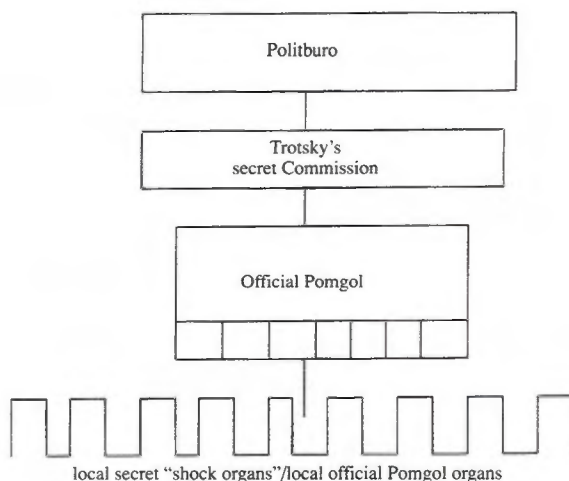 Politburo
Trotsky's
secret Commission
Official Pomgol
local secret “shock organs”/local official Pomgol organs